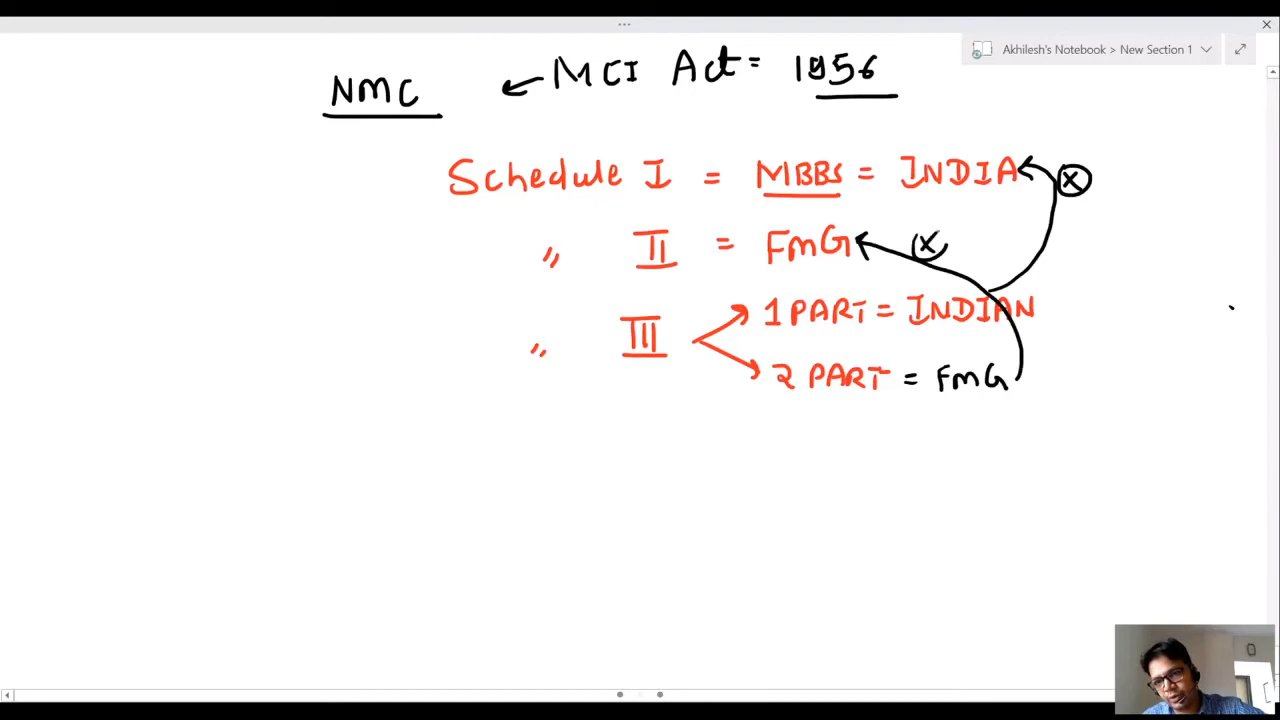 Akhilesh's Notebook > New Section 1
NMC ← MCI Act = 1956
Schedule I = MBBS = INDIA X
〃 II = FmG X
〃 III 1 PART = INDIAN
2 PART = FmG